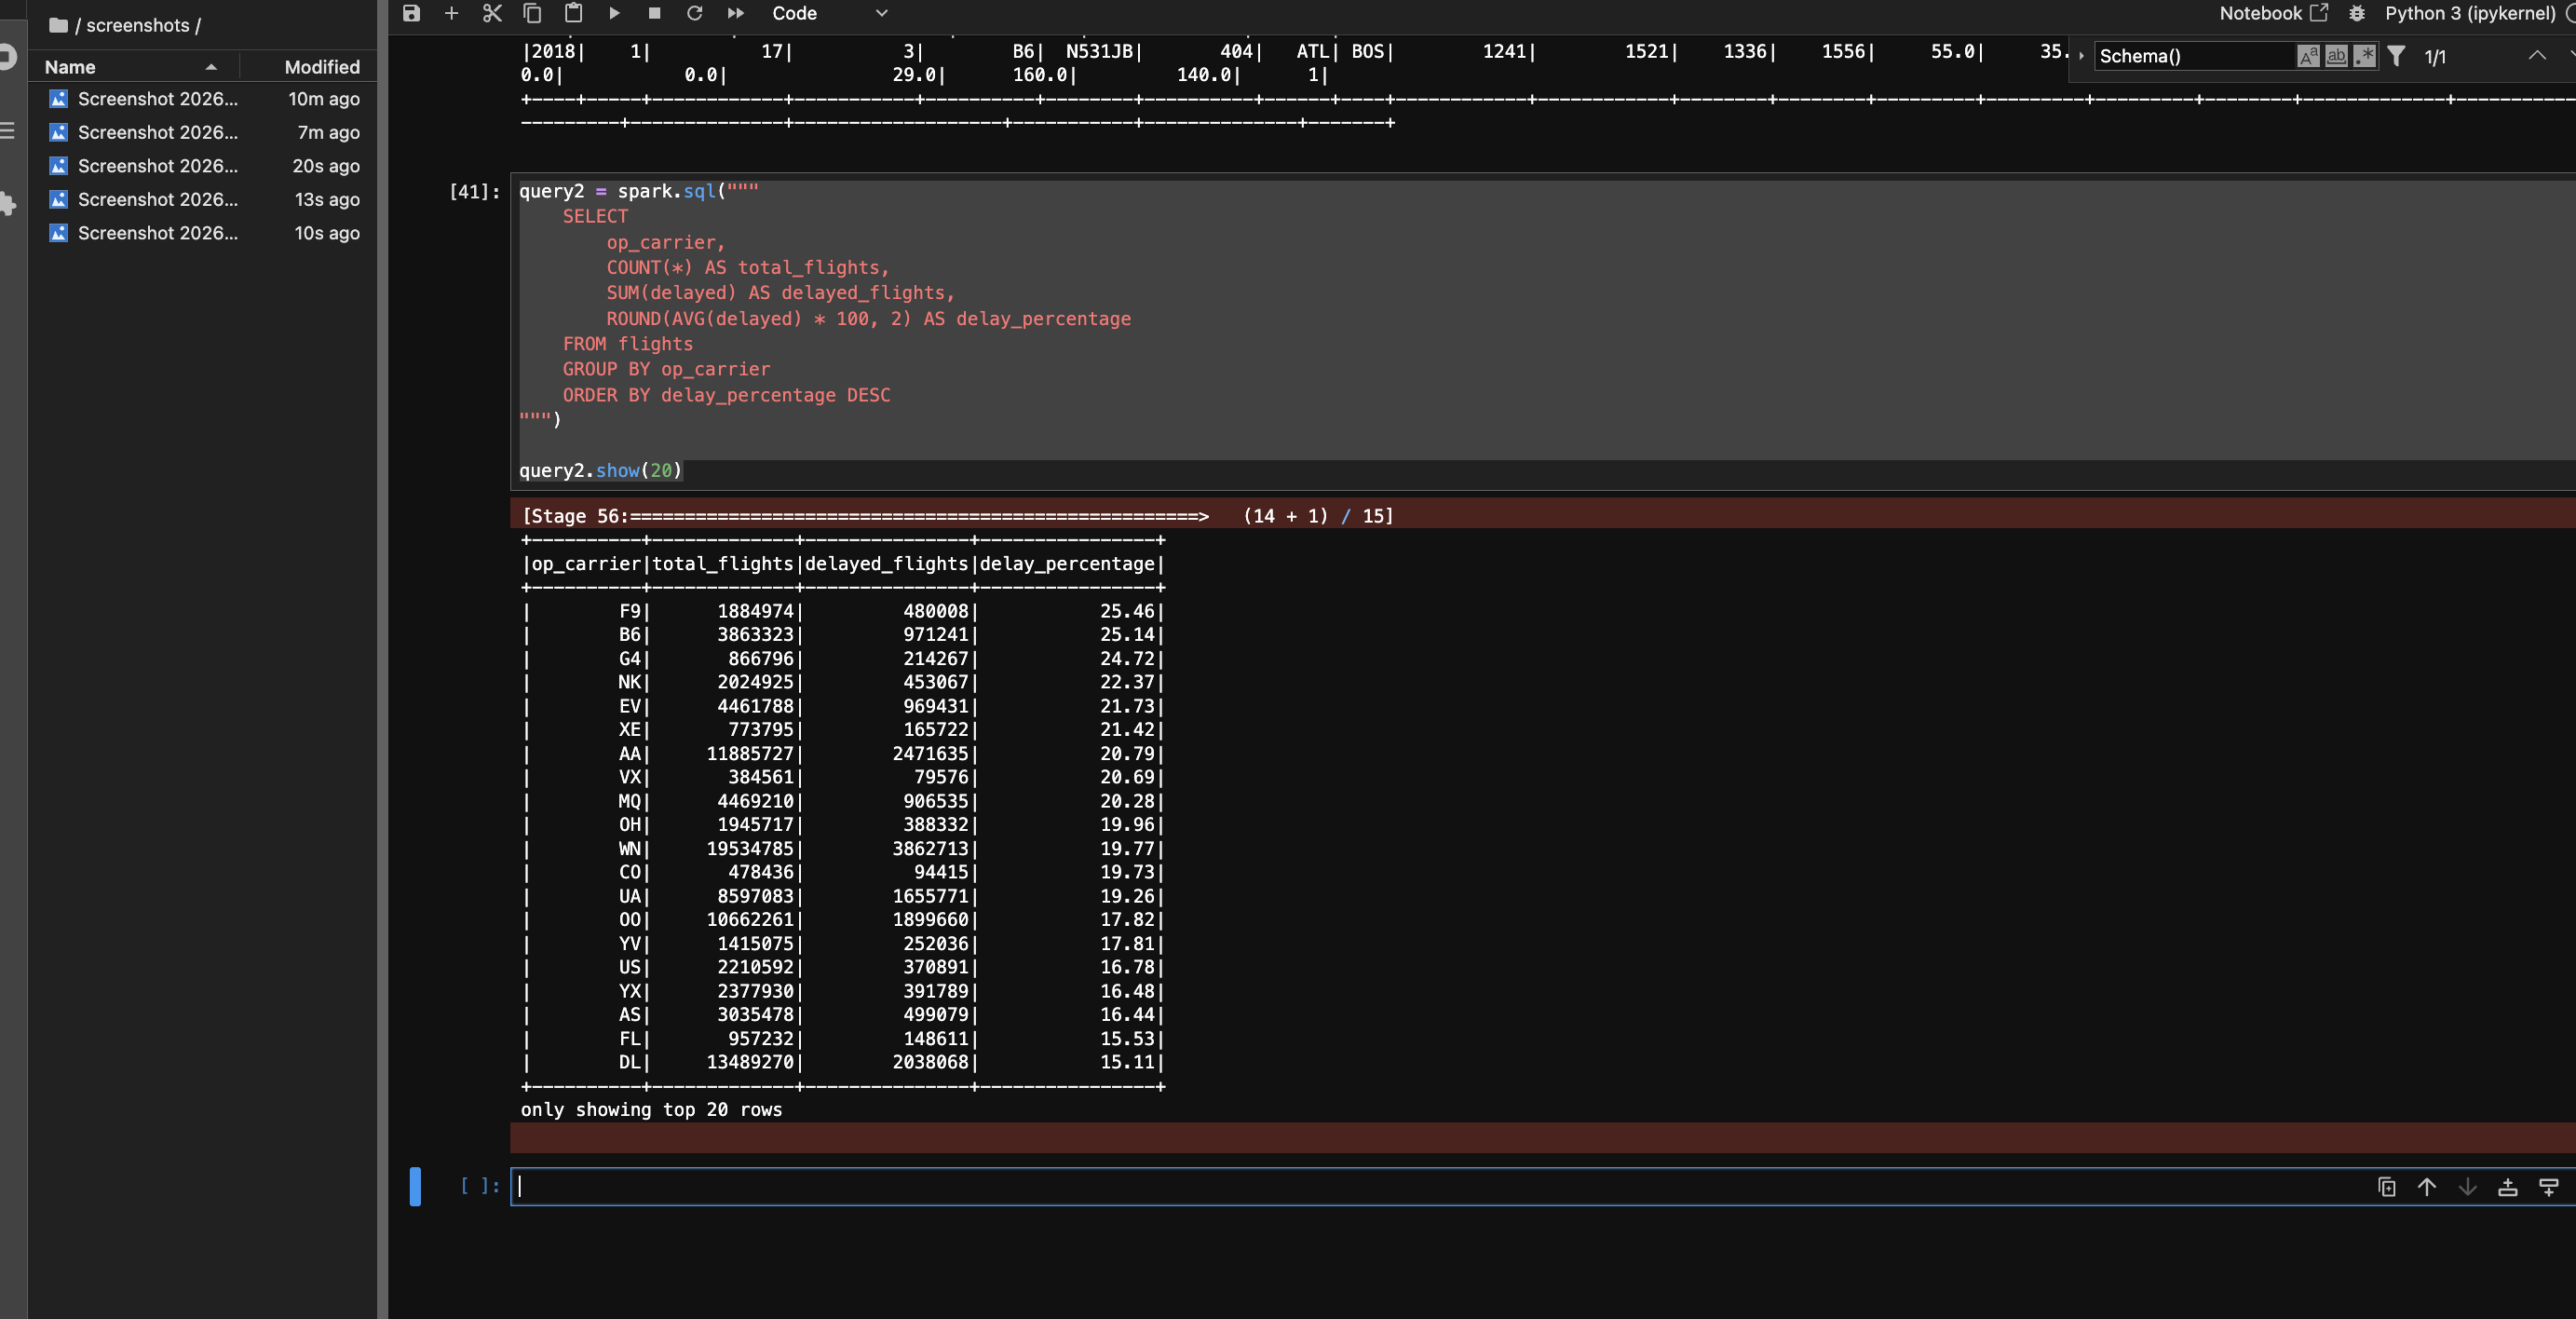 / screenshots /
Name Modified
Screenshot 2026... 10m ago
Screenshot 2026... 7m ago
Screenshot 2026... 20s ago
Screenshot 2026... 13s ago
Screenshot 2026... 10s ago
Code
Notebook
Python 3 (ipykernel)
Schema()
1/1
|2018| 1| 17| 3| B6| N531JB| 404| ATL| BOS| 1241| 1521| 1336| 1556| 55.0| 35.
0.0| 0.0| 29.0| 160.0| 140.0| 1|
+----+-----+------------+-----------+----------+--------+----------+------+----+------------+------------+--------+--------+---------+---------+---------+--------+-------------+----------
---------+--------------+-------------------+-----------+--------------+-------+
[41]:
query2 = spark.sql("""
SELECT
op_carrier,
COUNT(*) AS total_flights,
SUM(delayed) AS delayed_flights,
ROUND(AVG(delayed) * 100, 2) AS delay_percentage
FROM flights
GROUP BY op_carrier
ORDER BY delay_percentage DESC
""")
query2.show(20)
[Stage 56:====================================================> (14 + 1) / 15]
+----------+-------------+---------------+----------------+
|op_carrier|total_flights|delayed_flights|delay_percentage|
+----------+-------------+---------------+----------------+
| F9| 1884974| 480008| 25.46|
| B6| 3863323| 971241| 25.14|
| G4| 866796| 214267| 24.72|
| NK| 2024925| 453067| 22.37|
| EV| 4461788| 969431| 21.73|
| XE| 773795| 165722| 21.42|
| AA| 11885727| 2471635| 20.79|
| VX| 384561| 79576| 20.69|
| MQ| 4469210| 906535| 20.28|
| OH| 1945717| 388332| 19.96|
| WN| 19534785| 3862713| 19.77|
| CO| 478436| 94415| 19.73|
| UA| 8597083| 1655771| 19.26|
| OO| 10662261| 1899660| 17.82|
| YV| 1415075| 252036| 17.81|
| US| 2210592| 370891| 16.78|
| YX| 2377930| 391789| 16.48|
| AS| 3035478| 499079| 16.44|
| FL| 957232| 148611| 15.53|
| DL| 13489270| 2038068| 15.11|
+----------+-------------+---------------+----------------+
only showing top 20 rows
[ ]: